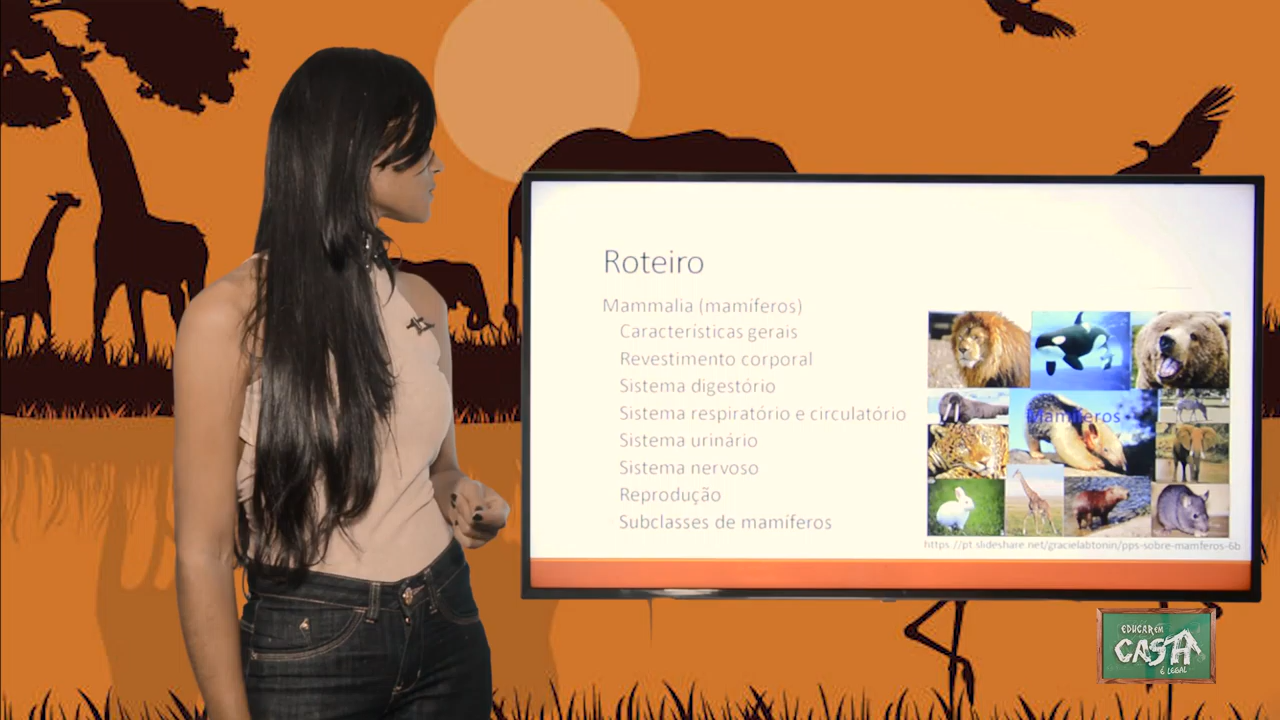 Roteiro
Mammalia (mamíferos)
Características gerais
Revestimento corporal
Sistema digestório
Sistema respiratório e circulatório
Sistema urinário
Sistema nervoso
Reprodução
Subclasses de mamíferos
Mamíferos
https://pt.slideshare.net/gracielabtonin/pps-sobre-mamferos-6b
EDUCAR EM
CASA
É LEGAL